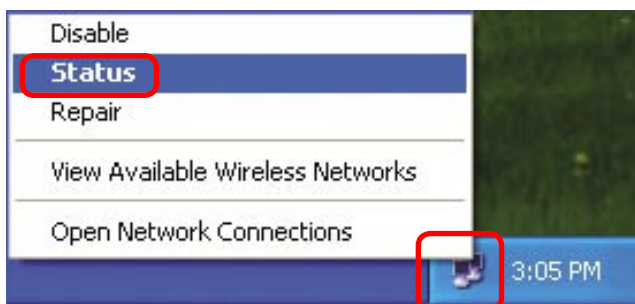 Disable
Status
Repair
View Available Wireless Networks
Open Network Connections
3:05 PM